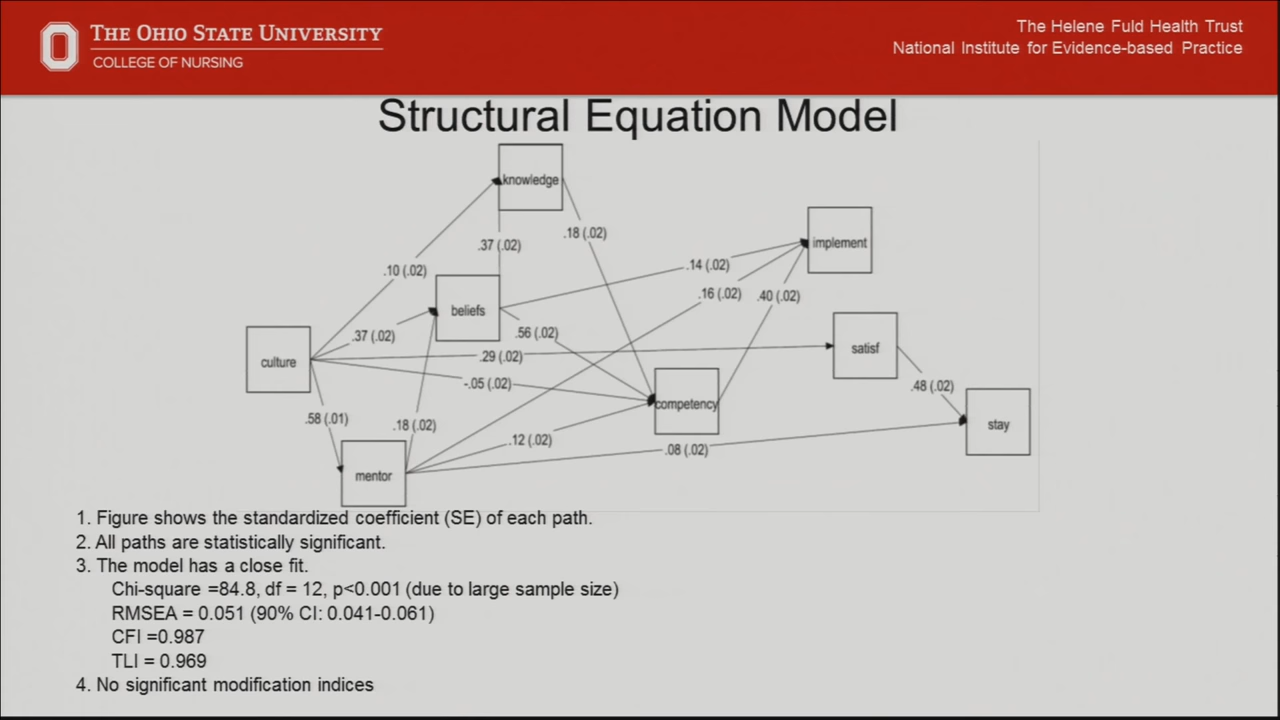 THE OHIO STATE UNIVERSITY
COLLEGE OF NURSING
The Helene Fuld Health Trust
National Institute for Evidence-based Practice
Structural Equation Model
knowledge
.18 (.02)
implement
.37 (.02)
.14 (.02)
.10 (.02)
.16 (.02)
.40 (.02)
beliefs
.37 (.02)
.56 (.02)
satisf
culture
.29 (.02)
-.05 (.02)
.48 (.02)
competency
.58 (.01)
.18 (.02)
stay
.12 (.02)
.08 (.02)
mentor
1. Figure shows the standardized coefficient (SE) of each path.
2. All paths are statistically significant.
3. The model has a close fit.
Chi-square =84.8, df = 12, p<0.001 (due to large sample size)
RMSEA = 0.051 (90% CI: 0.041-0.061)
CFI =0.987
TLI = 0.969
4. No significant modification indices